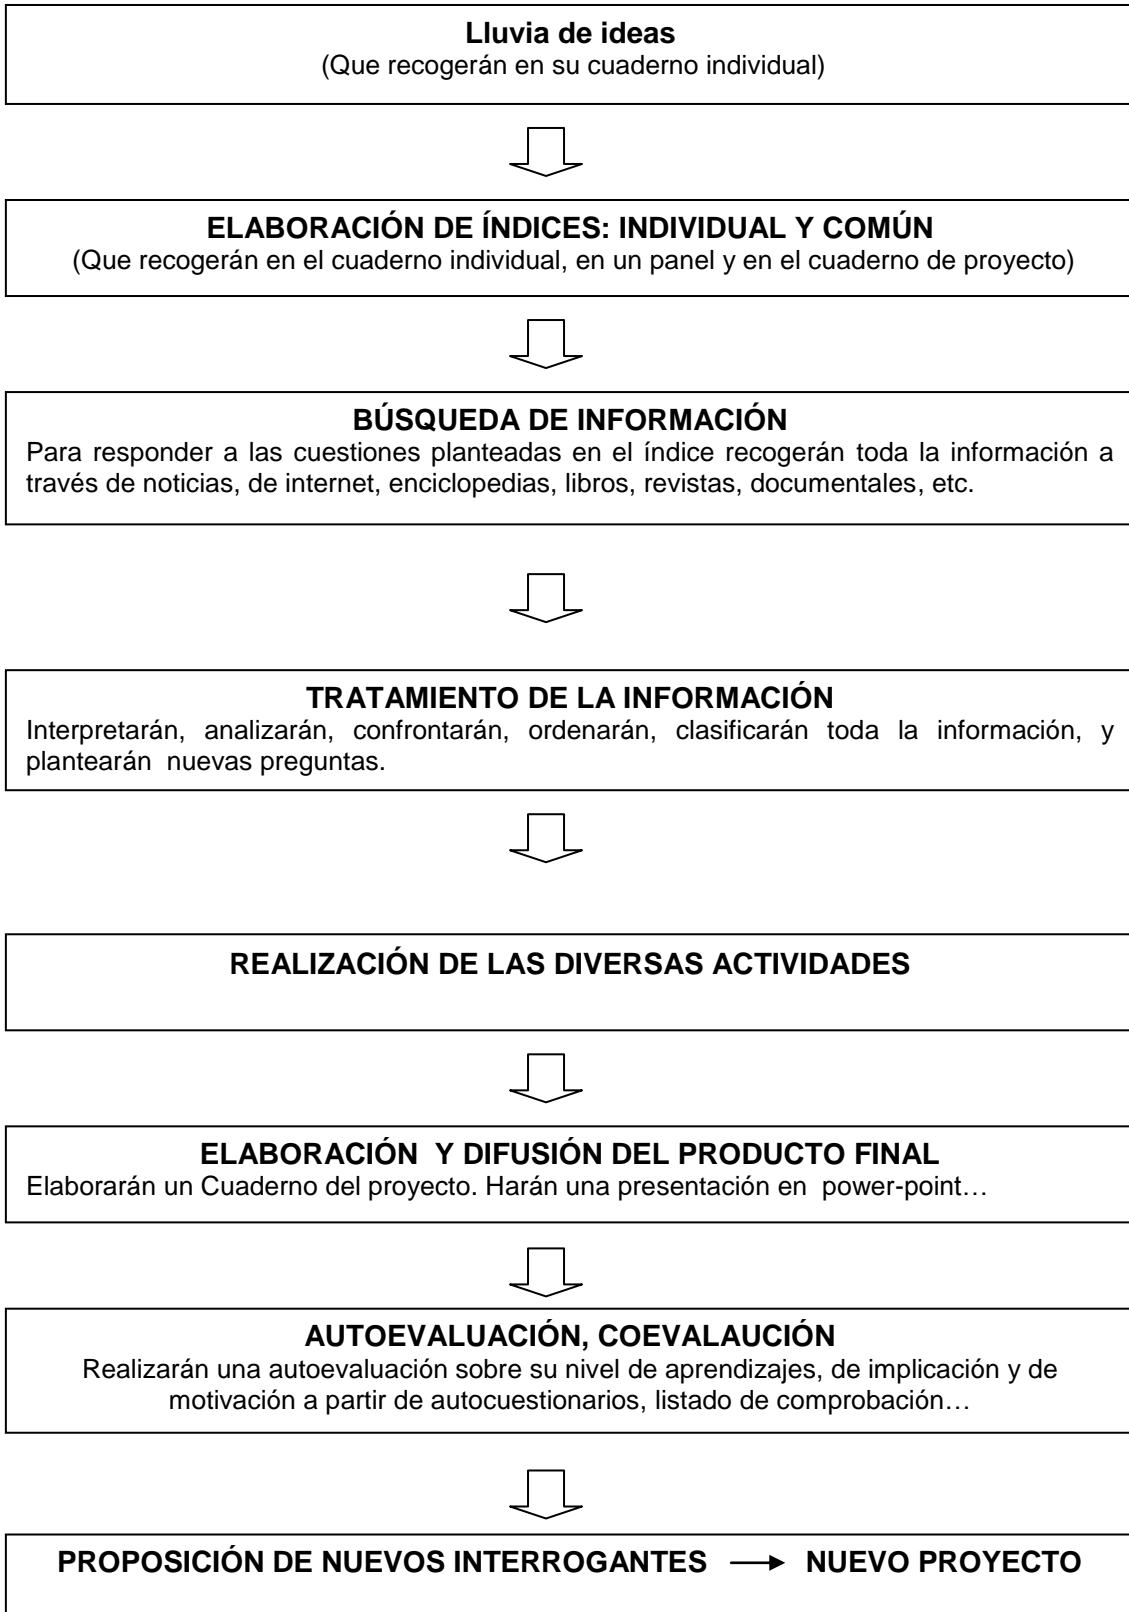 Lluvia de ideas
(Que recogerán en su cuaderno individual)
ELABORACIÓN DE ÍNDICES: INDIVIDUAL Y COMÚN
(Que recogerán en el cuaderno individual, en un panel y en el cuaderno de proyecto)
BÚSQUEDA DE INFORMACIÓN
Para responder a las cuestiones planteadas en el índice recogerán toda la información a
través de noticias, de internet, enciclopedias, libros, revistas, documentales, etc.
TRATAMIENTO DE LA INFORMACIÓN
Interpretarán, analizarán, confrontarán, ordenarán, clasificarán toda la información, y
plantearán nuevas preguntas.
REALIZACIÓN DE LAS DIVERSAS ACTIVIDADES
ELABORACIÓN Y DIFUSIÓN DEL PRODUCTO FINAL
Elaborarán un Cuaderno del proyecto. Harán una presentación en power-point…
AUTOEVALUACIÓN, COEVALAUCIÓN
Realizarán una autoevaluación sobre su nivel de aprendizajes, de implicación y de
motivación a partir de autocuestionarios, listado de comprobación…
PROPOSICIÓN DE NUEVOS INTERROGANTES → NUEVO PROYECTO